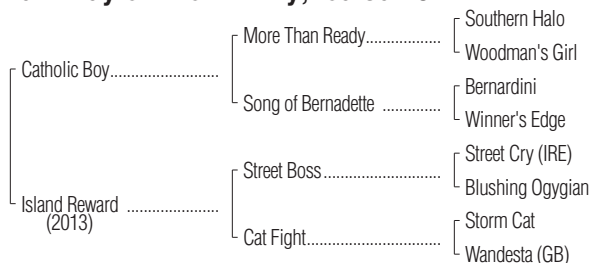 Southern Halo
More Than Ready
Woodman's Girl
Catholic Boy
Bernardini
Song of Bernadette
Winner's Edge
Street Cry (IRE)
Street Boss
Blushing Ogygian
Island Reward
(2013)
Storm Cat
Cat Fight
Wandesta (GB)